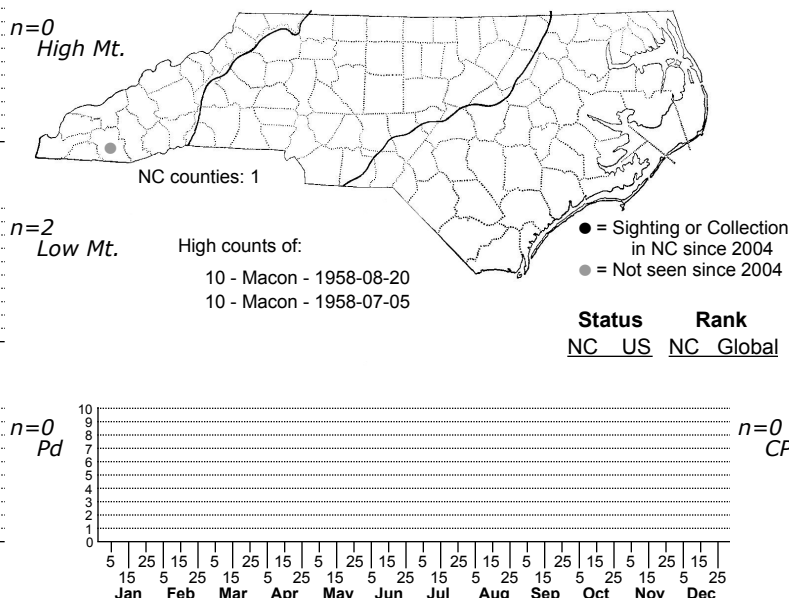 n=0
High Mt.
NC counties: 1
n=2
Low Mt.
High counts of:
10 - Macon - 1958-08-20
10 - Macon - 1958-07-05
● = Sighting or Collection
in NC since 2004
● = Not seen since 2004
Status Rank
NC US NC Global
n=0
Pd
10
9
8
7
6
5
4
3
2
1
0
n=0
CP
5 25 15 5 25 15 5 25 15 5 25 15 5 25 15 5 25 15
15 5 25 15 5 25 15 5 25 15 5 25 15 5 25 15 5 25
Jan Feb Mar Apr May Jun Jul Aug Sep Oct Nov Dec